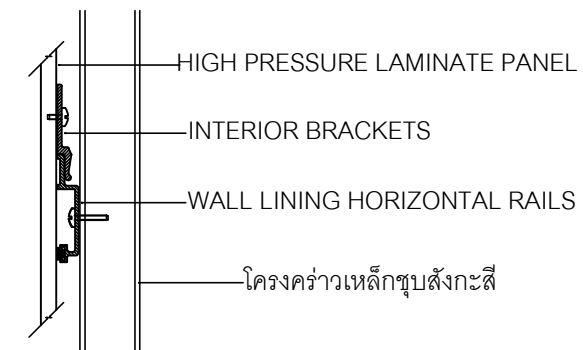 HIGH PRESSURE LAMINATE PANEL
INTERIOR BRACKETS
WALL LINING HORIZONTAL RAILS
โครงคร่าวเหล็กชุบสังกะสี